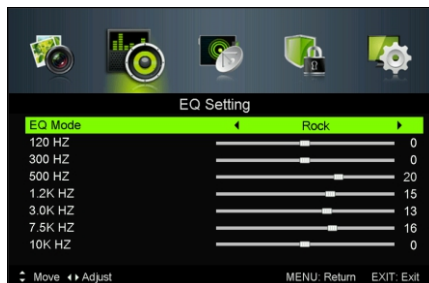 EQ Setting
EQ Mode Rock
120 HZ 0
300 HZ 0
500 HZ 20
1.2K HZ 15
3.0K HZ 13
7.5K HZ 16
10K HZ 0
Move Adjust MENU: Return EXIT: Exit